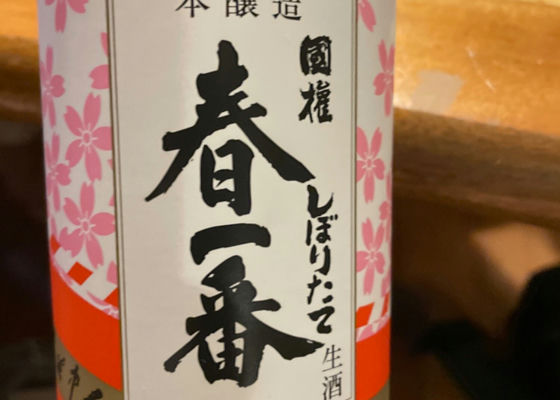 本醸造
國権
しぼりたて
生酒
春一番